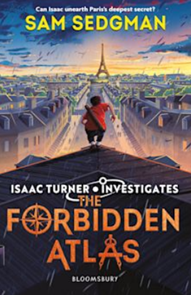 Can Isaac unearth Paris's deepest secret?
SAM SEDGMAN
ISAAC TURNER INVESTIGATES
THE
FORBIDDEN
ATLAS
BLOOMSBURY